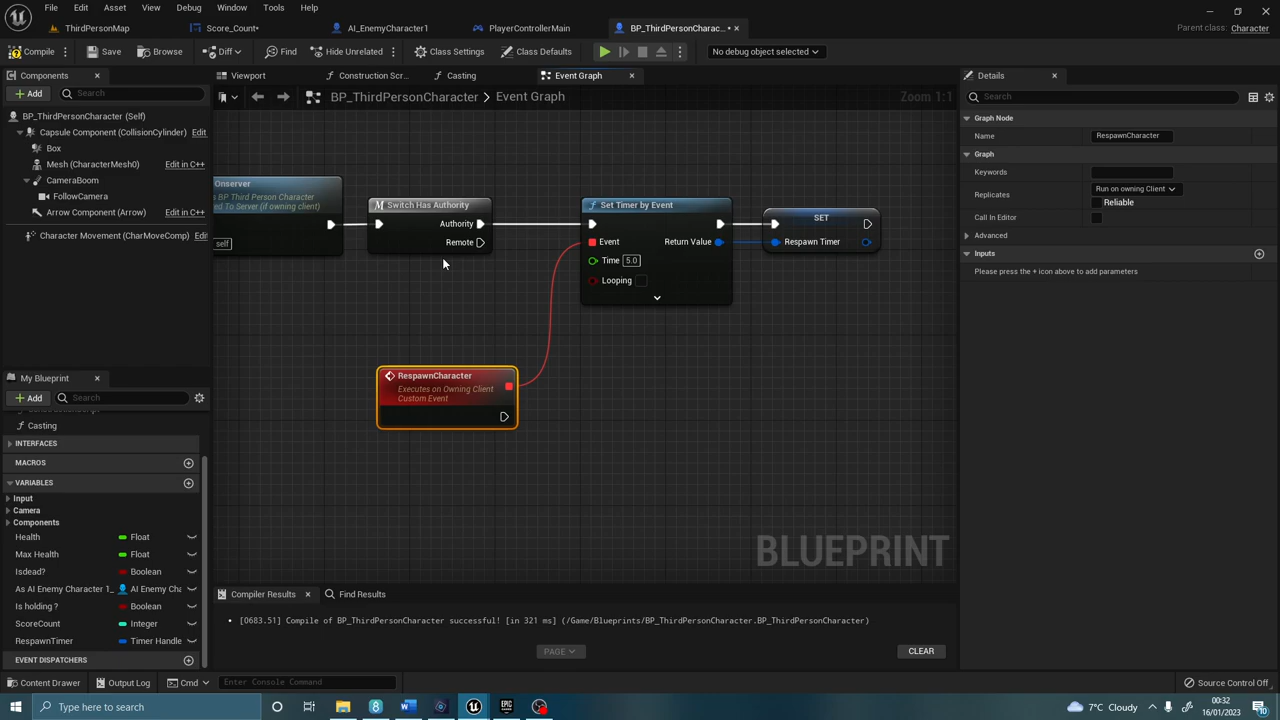 File Edit Asset View Debug Window Tools Help
ThirdPersonMap
Score_Count•
AI_EnemyCharacter1
PlayerControllerMain
BP_ThirdPersonCharac... •
Parent class: Character
Compile
Save
Browse
Diff
Find
Hide Unrelated
Class Settings
Class Defaults
No debug object selected
Components
Viewport
Construction Scr...
Casting
Event Graph
Details
+ Add
Search
BP_ThirdPersonCharacter > Event Graph
Zoom 1:1
Search
BP_ThirdPersonCharacter (Self)
Capsule Component (CollisionCylinder) Edit
Box
Mesh (CharacterMesh0) Edit in C++
CameraBoom
FollowCamera
Arrow Component (Arrow) Edit in C++
Character Movement (CharMoveComp) Edit
Graph Node
Name RespawnCharacter
Graph
Keywords
Replicates Run on owning Client
Reliable
Call In Editor
Advanced
Inputs
Please press the + icon above to add parameters
Onserver
BP Third Person Character
ed To Server (if owning client)
self
Switch Has Authority
Authority
Remote
Set Timer by Event
Event
Return Value
Time 5.0
Looping
SET
Respawn Timer
RespawnCharacter
Executes on Owning Client
Custom Event
BLUEPRINT
My Blueprint
+ Add
Search
Casting
INTERFACES
MACROS
VARIABLES
Input
Camera
Components
Health Float
Max Health Float
Isdead? Boolean
As AI Enemy Character 1_ AI Enemy Cha
Is holding ? Boolean
ScoreCount Integer
RespawnTimer Timer Handle
EVENT DISPATCHERS
Compiler Results
Find Results
[0683.51] Compile of BP_ThirdPersonCharacter successful! [in 321 ms] (/Game/Blueprints/BP_ThirdPersonCharacter.BP_ThirdPersonCharacter)
PAGE
CLEAR
Content Drawer
Output Log
Cmd
Enter Console Command
Source Control Off
Type here to search
7°C Cloudy
00:32
16/01/2023